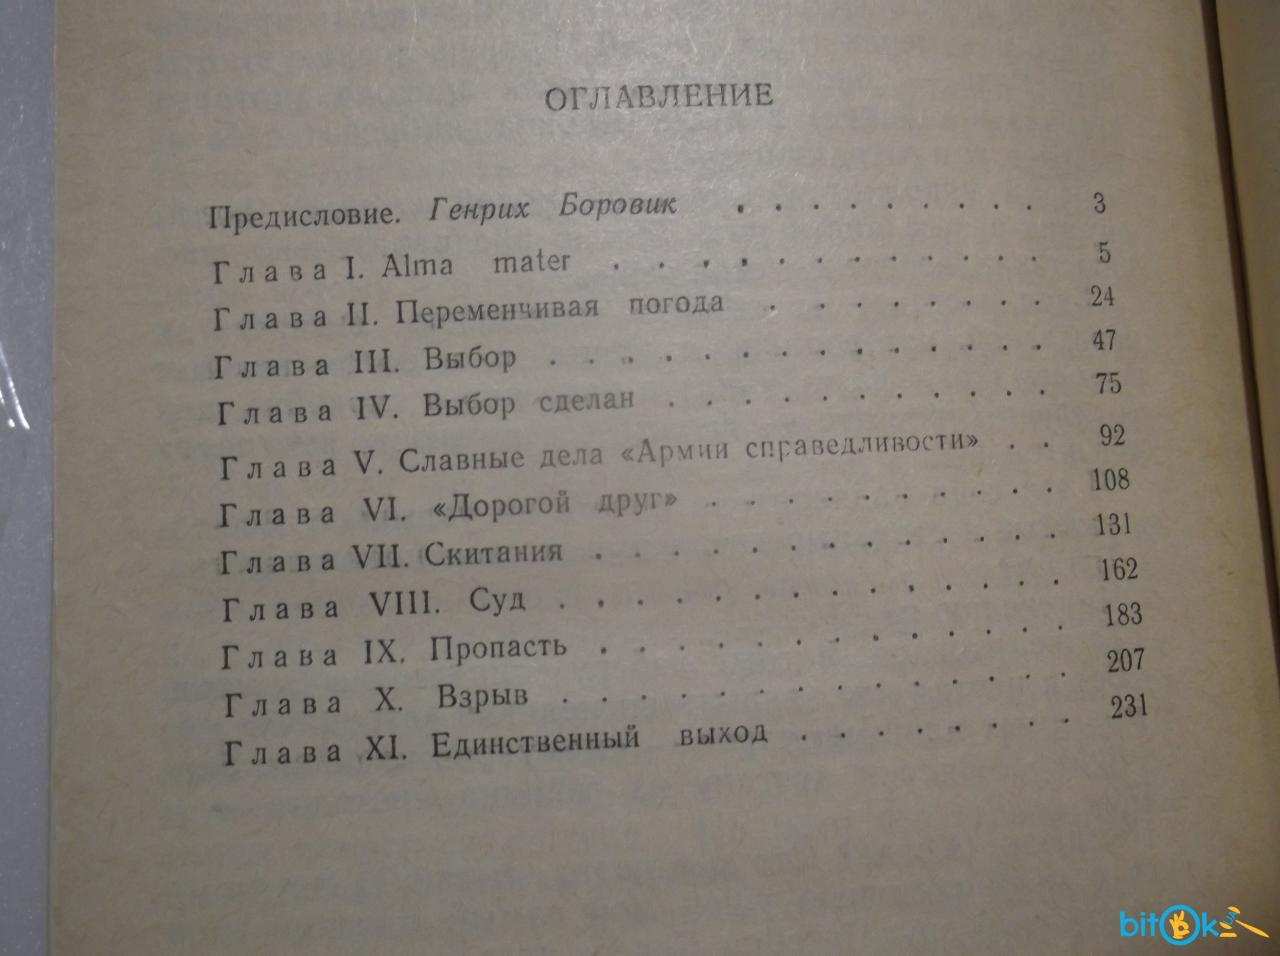 ОГЛАВЛЕНИЕ
Предисловие. Генрих Боровик . . . . . . . . . 3
Глава I. Alma mater . . . . . . . . . . . . 5
Глава II. Переменчивая погода . . . . . . . . 24
Глава III. Выбор . . . . . . . . . . . . . . 47
Глава IV. Выбор сделан . . . . . . . . . . . 75
Глава V. Славные дела «Армии справедливости» . . 92
Глава VI. «Дорогой друг» . . . . . . . . . . 108
Глава VII. Скитания . . . . . . . . . . . . . 131
Глава VIII. Суд . . . . . . . . . . . . . . 162
Глава IX. Пропасть . . . . . . . . . . . . . 183
Глава X. Взрыв . . . . . . . . . . . . . . 207
Глава XI. Единственный выход . . . . . . . . 231
bitOk